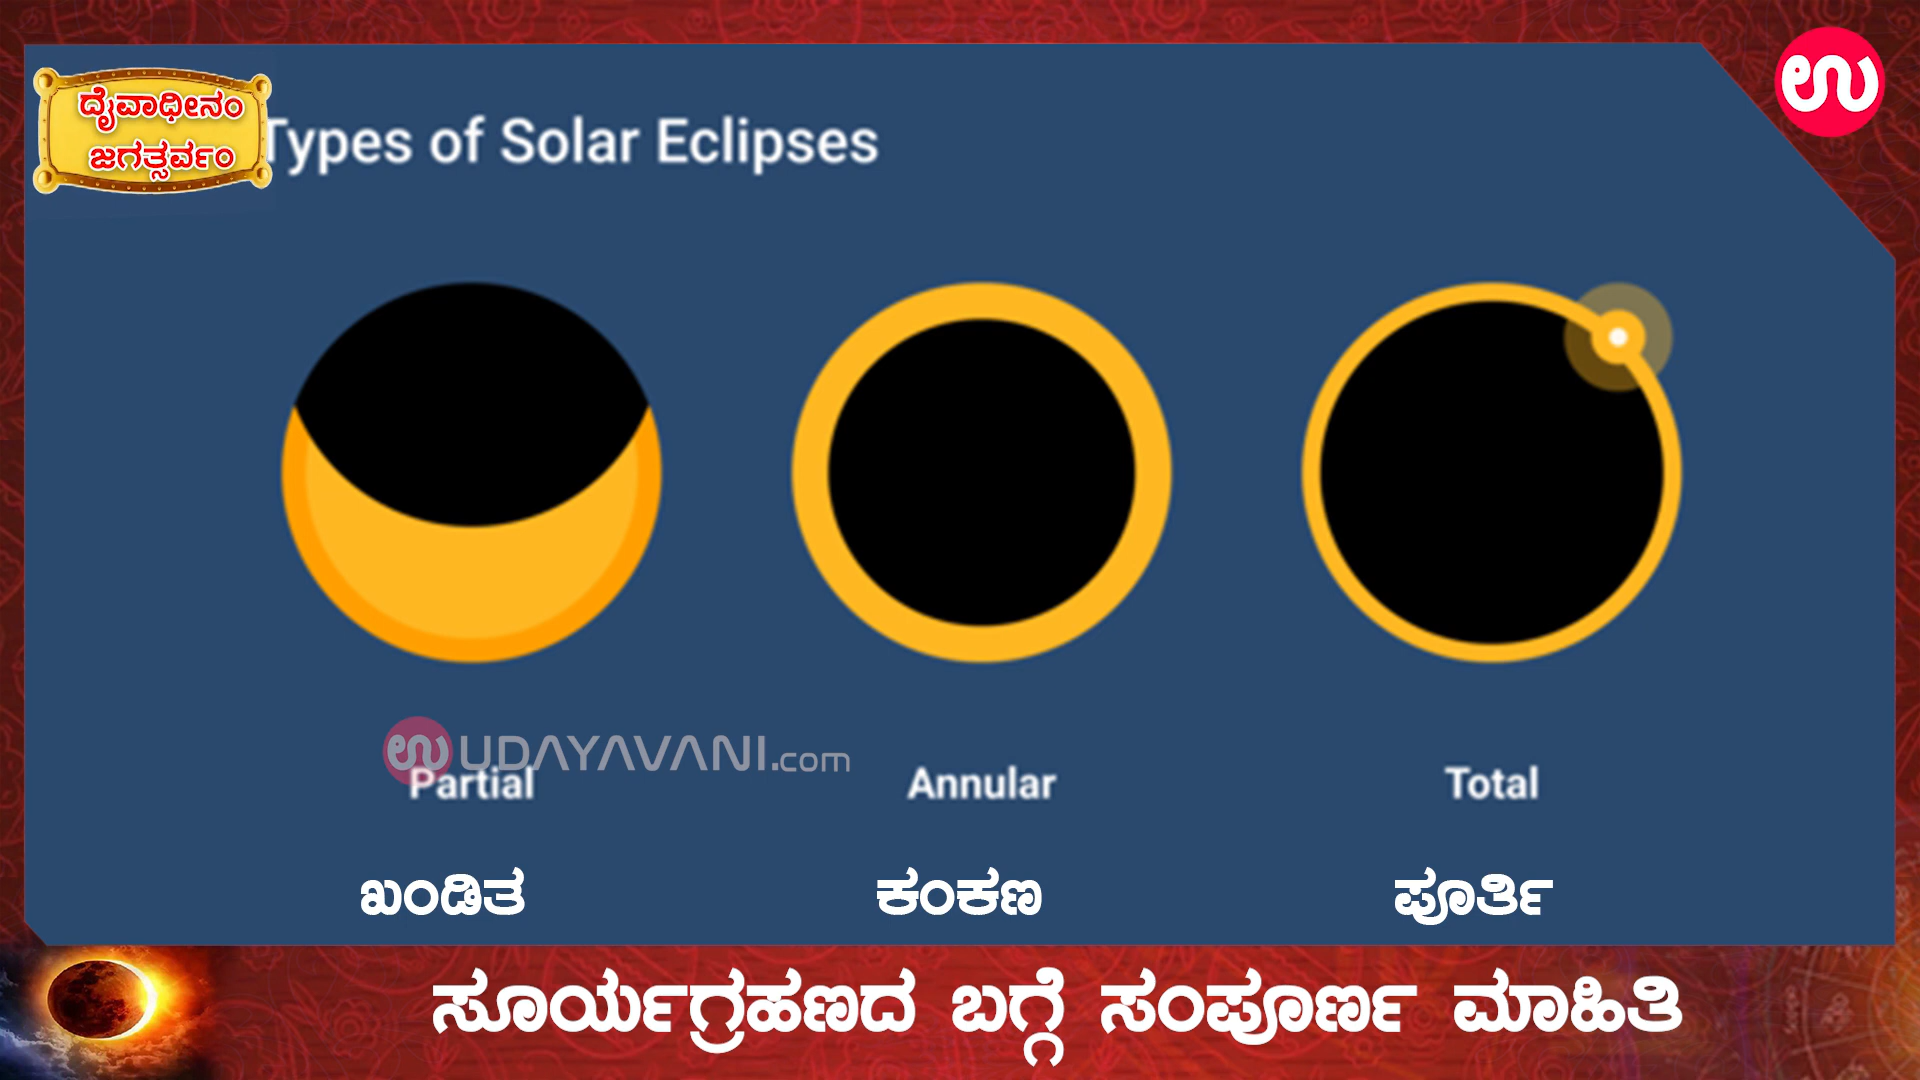 ದೈವಾಧೀನಂ
ಜಗತ್ಸರ್ವಂ
Types of Solar Eclipses
ಉ
ಉ UDAYAVANI.com
Partial Annular Total
ಖಂಡಿತ ಕಂಕಣ ಪೂರ್ತಿ
ಸೂರ್ಯಗ್ರಹಣದ ಬಗ್ಗೆ ಸಂಪೂರ್ಣ ಮಾಹಿತಿ